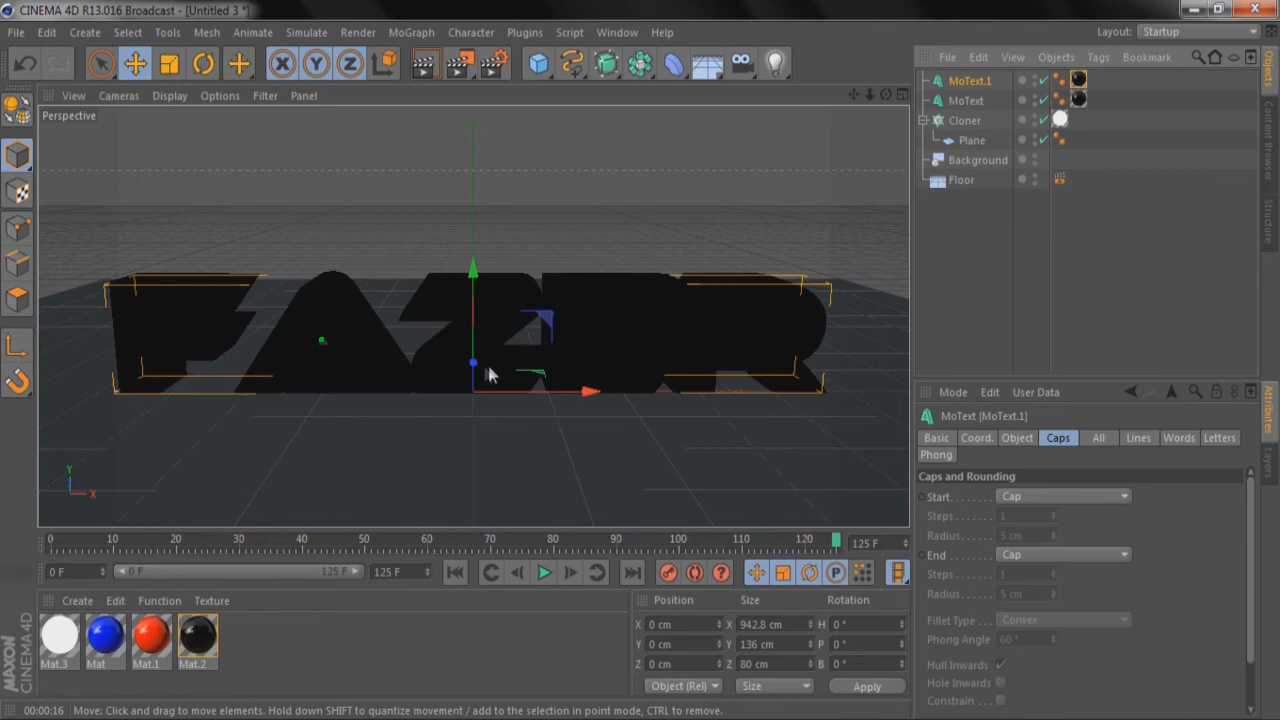 CINEMA 4D R13.016 Broadcast - [Untitled 3 *]
File Edit Create Select Tools Mesh Animate Simulate Render MoGraph Character Plugins Script Window Help Layout: Startup
File Edit View Objects Tags Bookmark
View Cameras Display Options Filter Panel
Perspective
MoText.1
MoText
Cloner
Plane
Background
Floor
Objects
Content Browser
Structure
X Y Z
FAZER
Y
X
Mode Edit User Data
MoText [MoText.1]
Basic Coord. Object Caps All Lines Words Letters
Phong
Caps and Rounding
Start Cap
Steps 1
Radius 5 cm
End Cap
Steps 1
Radius 5 cm
Fillet Type Convex
Phong Angle 60 °
Hull Inwards
Hole Inwards
Constrain
Attributes
Layers
0 10 20 30 40 50 60 70 80 90 100 110 120 125 F
0 F 0 F 125 F 125 F
Create Edit Function Texture
Mat.3 Mat Mat.1 Mat.2
Position Size Rotation
X 0 cm X 942.8 cm H 0 °
Y 0 cm Y 136 cm P 0 °
Z 0 cm Z 80 cm B 0 °
Object (Rel) Size Apply
MAXON
CINEMA 4D
00:00:16 Move: Click and drag to move elements. Hold down SHIFT to quantize movement / add to the selection in point mode, CTRL to remove.